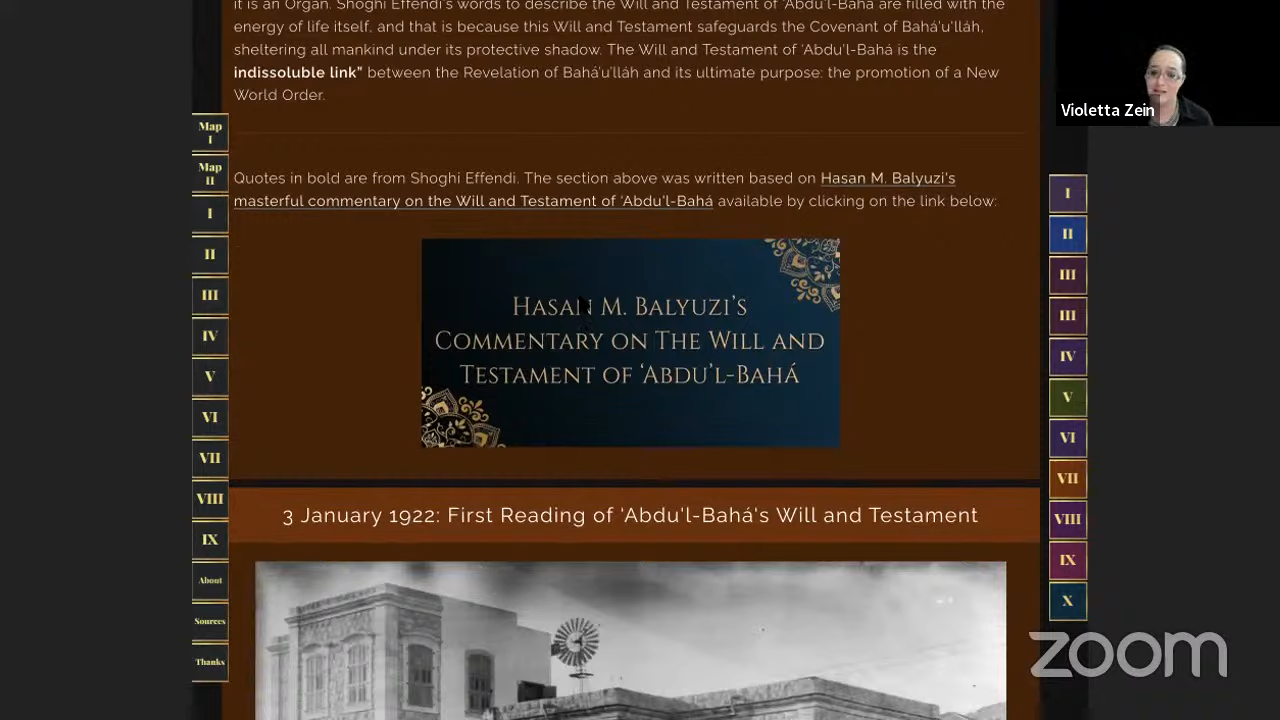 it is an Organ. Shoghi Effendi's words to describe the Will and Testament of 'Abdu'l-Bahá are filled with the
energy of life itself, and that is because this Will and Testament safeguards the Covenant of Bahá'u'lláh,
sheltering all mankind under its protective shadow. The Will and Testament of 'Abdu'l-Bahá is the
indissoluble link" between the Revelation of Bahá'u'lláh and its ultimate purpose: the promotion of a New
World Order.
Quotes in bold are from Shoghi Effendi. The section above was written based on Hasan M. Balyuzi's
masterful commentary on the Will and Testament of 'Abdu'l-Bahá available by clicking on the link below:
Hasan M. Balyuzi's
Commentary on The Will and
Testament of 'Abdu'l-Bahá
3 January 1922: First Reading of 'Abdu'l-Bahá's Will and Testament
Map
I
Map
II
I
II
III
IV
V
VI
VII
VIII
IX
About
Sources
Thanks
Violetta Zein
I
II
III
III
IV
V
VI
VII
VIII
IX
X
zoom